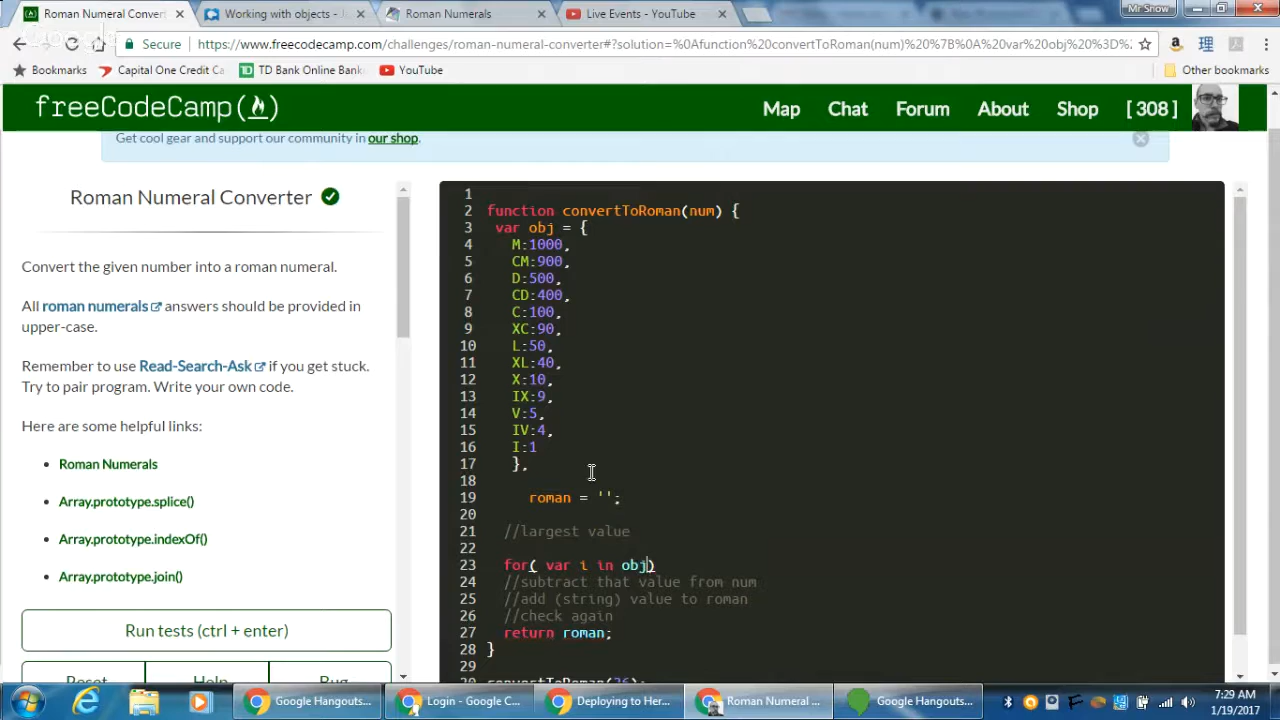 Roman Numeral Convert
Working with objects - J
Roman Numerals
Live Events - YouTube
Mr Show
Secure
https://www.freecodecamp.com/challenges/roman-numeral-converter#?solution=%0Afunction%20convertToRoman(num)%20%7B%0A%20var%20obj%20%3D%
Bookmarks
Capital One Credit Ca
TD Bank Online Bank
YouTube
Other bookmarks
freeCodeCamp
Map
Chat
Forum
About
Shop
[ 308 ]
Get cool gear and support our community in our shop.
Roman Numeral Converter
Convert the given number into a roman numeral.
All roman numerals answers should be provided in
upper-case.
Remember to use Read-Search-Ask if you get stuck.
Try to pair program. Write your own code.
Here are some helpful links:
Roman Numerals
Array.prototype.splice()
Array.prototype.indexOf()
Array.prototype.join()
Run tests (ctrl + enter)
Reset
Help
Bug
1
2 function convertToRoman(num) {
3 var obj = {
4 M:1000,
5 CM:900,
6 D:500,
7 CD:400,
8 C:100,
9 XC:90,
10 L:50,
11 XL:40,
12 X:10,
13 IX:9,
14 V:5,
15 IV:4,
16 I:1
17 },
18
19 roman = '';
20
21 //largest value
22
23 for( var i in obj)
24 //subtract that value from num
25 //add (string) value to roman
26 //check again
27 return roman;
28 }
29
30 convertToRoman(36);
Google Hangouts...
Login - Google C...
Deploying to Her...
Roman Numeral ...
Google Hangouts...
7:29 AM
1/19/2017